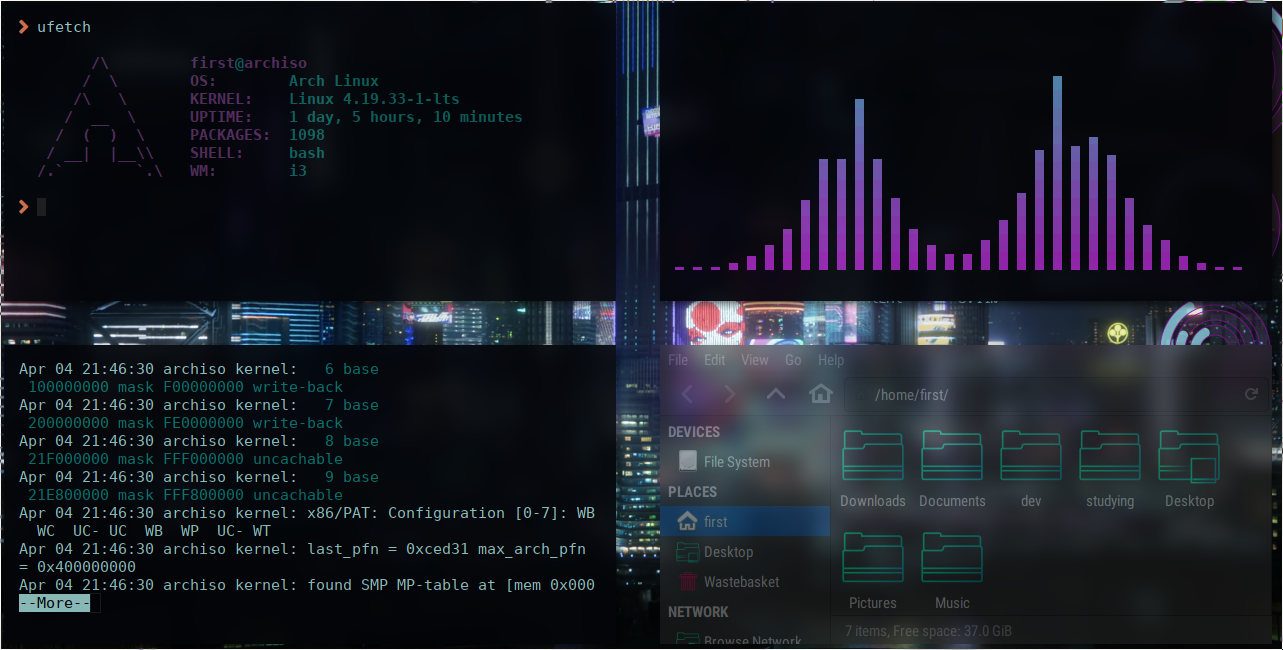 ❯ ufetch
first@archiso
OS: Arch Linux
KERNEL: Linux 4.19.33-1-lts
UPTIME: 1 day, 5 hours, 10 minutes
PACKAGES: 1098
SHELL: bash
WM: i3
❯
Apr 04 21:46:30 archiso kernel:   6 base
 100000000 mask F00000000 write-back
Apr 04 21:46:30 archiso kernel:   7 base
 200000000 mask FE0000000 write-back
Apr 04 21:46:30 archiso kernel:   8 base
 21F000000 mask FFF000000 uncachable
Apr 04 21:46:30 archiso kernel:   9 base
 21E800000 mask FFF800000 uncachable
Apr 04 21:46:30 archiso kernel: x86/PAT: Configuration [0-7]: WB
  WC  UC- UC  WB  WP  UC- WT
Apr 04 21:46:30 archiso kernel: last_pfn = 0xced31 max_arch_pfn
= 0x400000000
Apr 04 21:46:30 archiso kernel: found SMP MP-table at [mem 0x000
--More--
File Edit View Go Help
/home/first/
DEVICES
File System
PLACES
first
Desktop
Wastebasket
NETWORK
Browse Network
Downloads Documents dev studying Desktop
Pictures Music
7 items, Free space: 37.0 GiB